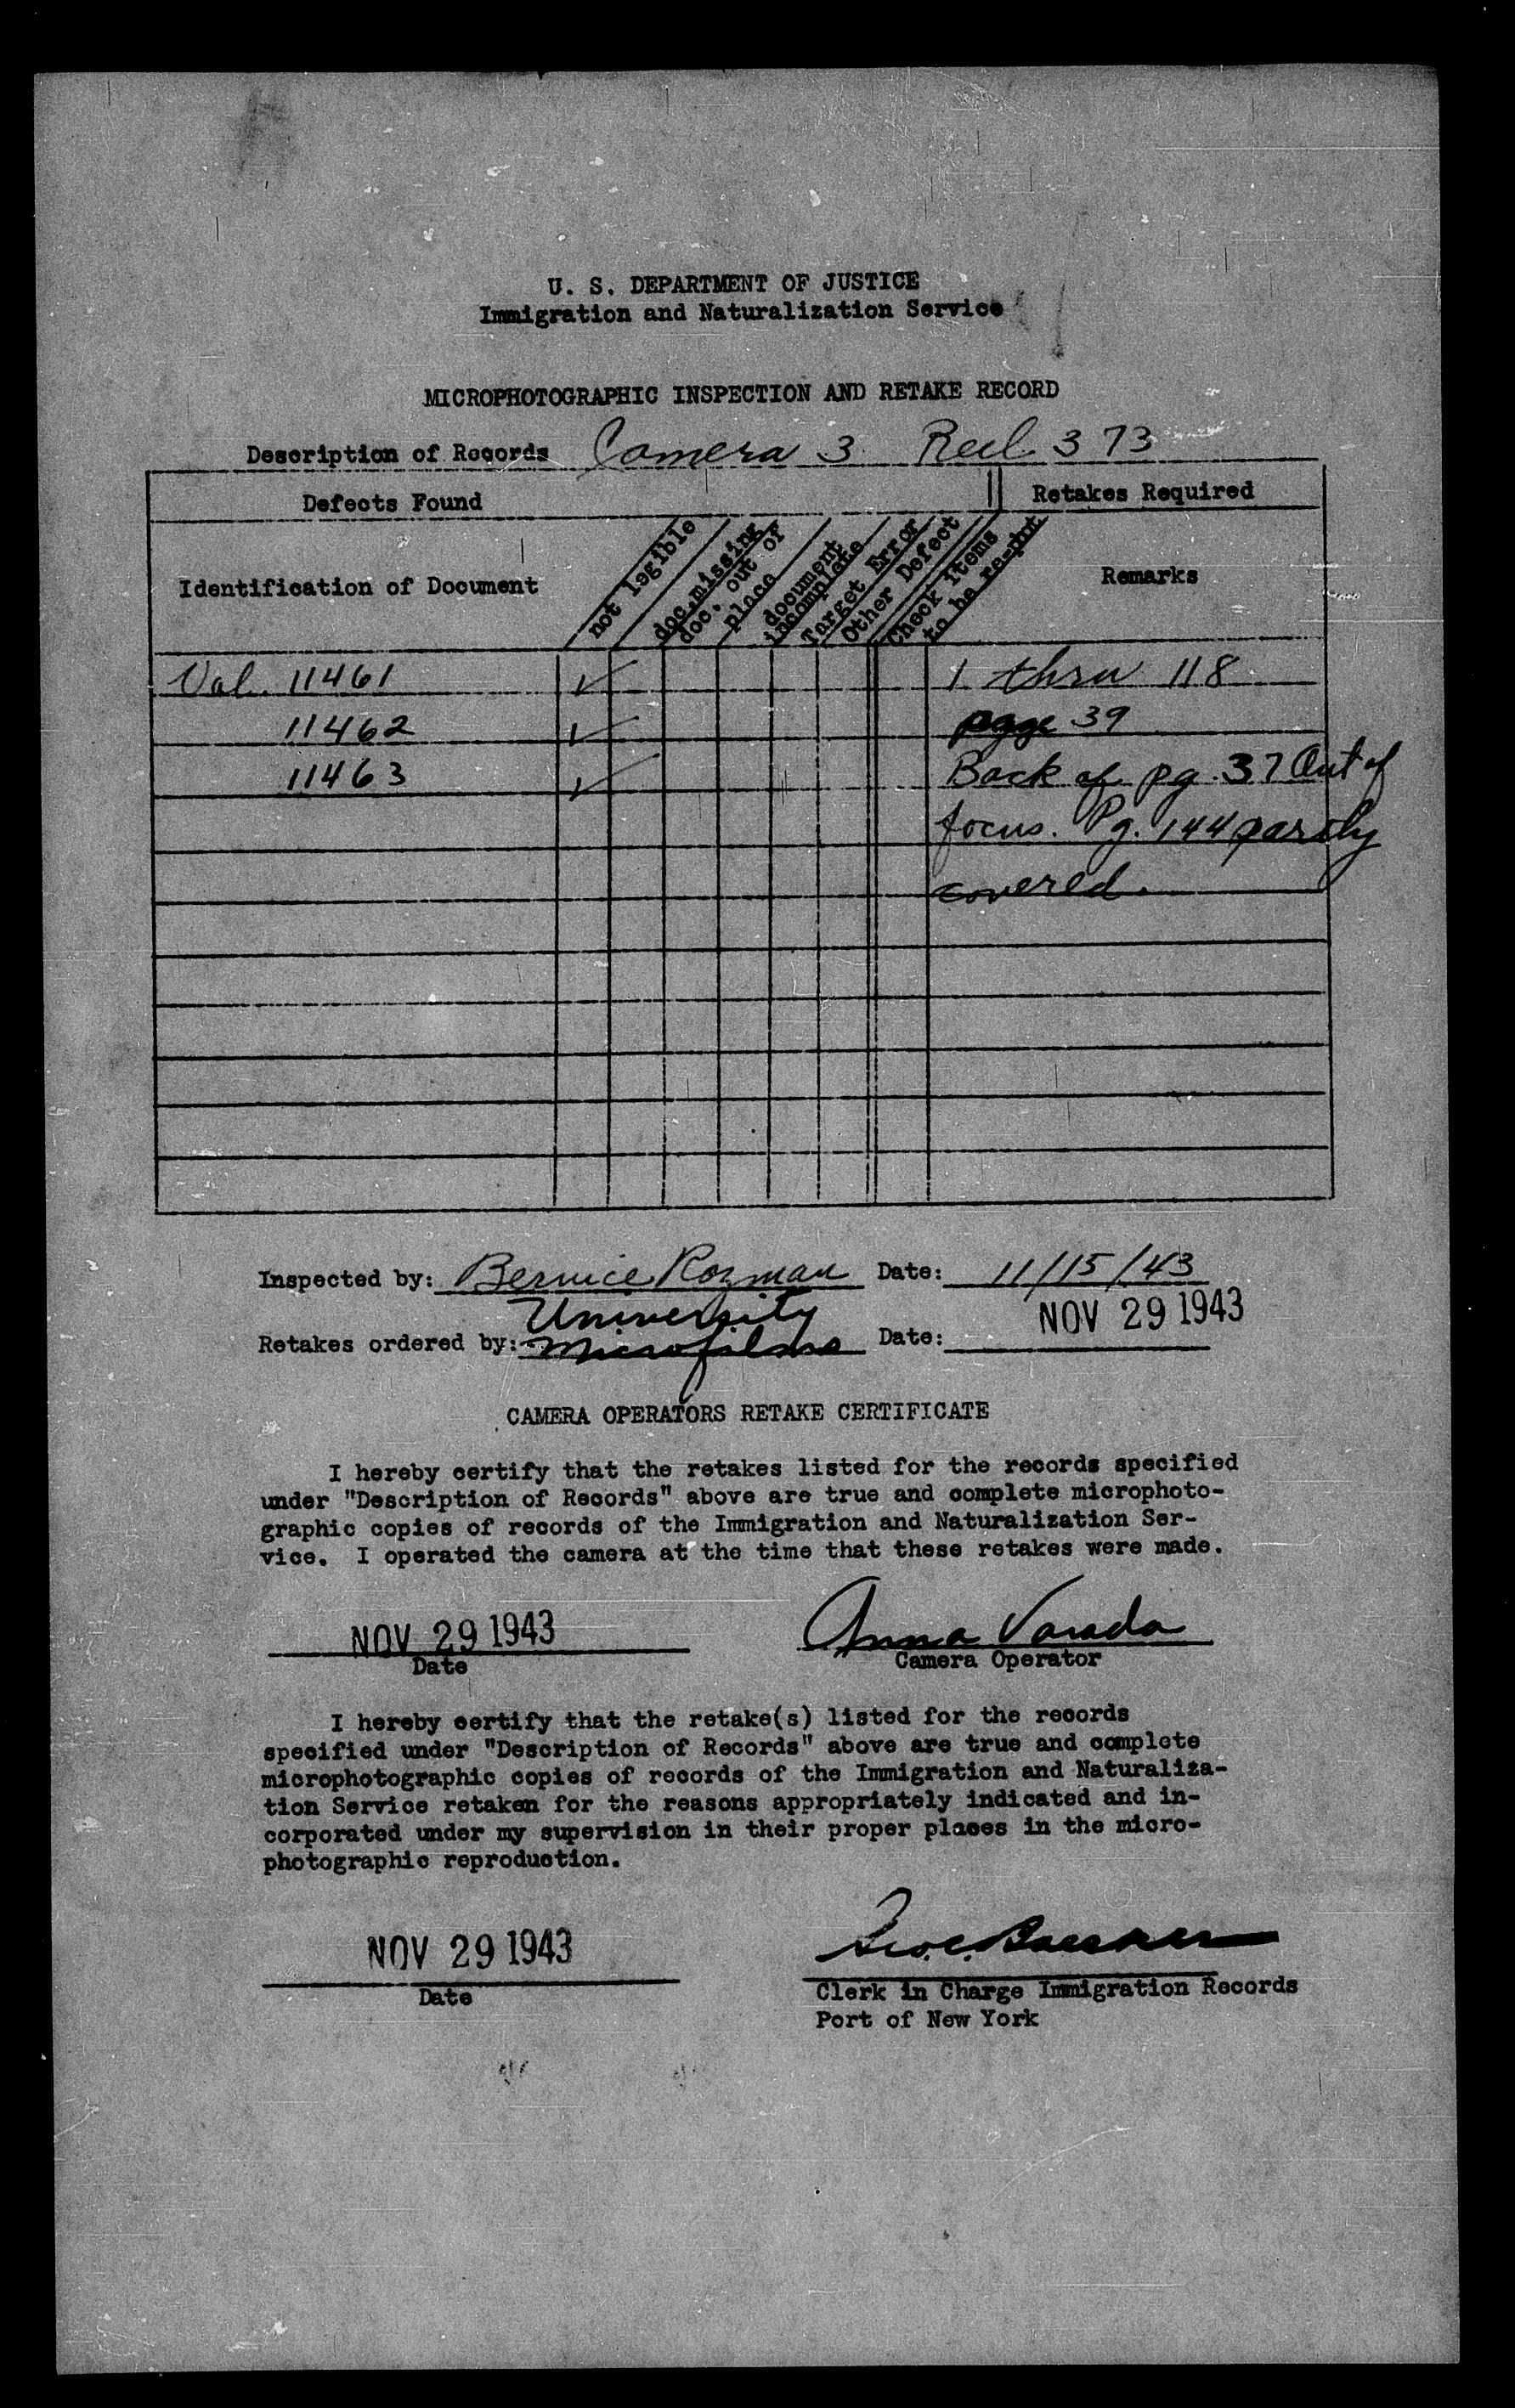 U. S. DEPARTMENT OF JUSTICE
Immigration and Naturalization Service
MICROPHOTOGRAPHIC INSPECTION AND RETAKE RECORD
Description of Records Camera 3 Reel 373
Defects Found
Retakes Required
Identification of Document
not legible
doc. missing
doc. out of
place
document
incomplete
Target Error
Other Defect
Check items
to be re-pht
Remarks
Vol. 11461 ✓ 1 thru 118
11462 ✓ page 39
11463 ✓ Back of pg. 37 Out of
focus. Pg. 144 partly
covered.
Inspected by: Bernice Rozman Date: 11/15/43
University
NOV 29 1943
Retakes ordered by: Microfilms Date:
CAMERA OPERATORS RETAKE CERTIFICATE
I hereby certify that the retakes listed for the records specified
under "Description of Records" above are true and complete microphoto-
graphic copies of records of the Immigration and Naturalization Ser-
vice. I operated the camera at the time that these retakes were made.
NOV 29 1943 Anna Varada
Date Camera Operator
I hereby certify that the retake(s) listed for the records
specified under "Description of Records" above are true and complete
microphotographic copies of records of the Immigration and Naturaliza-
tion Service retaken for the reasons appropriately indicated and in-
corporated under my supervision in their proper places in the micro-
photographic reproduction.
NOV 29 1943
Date
Clerk in Charge Immigration Records
Port of New York